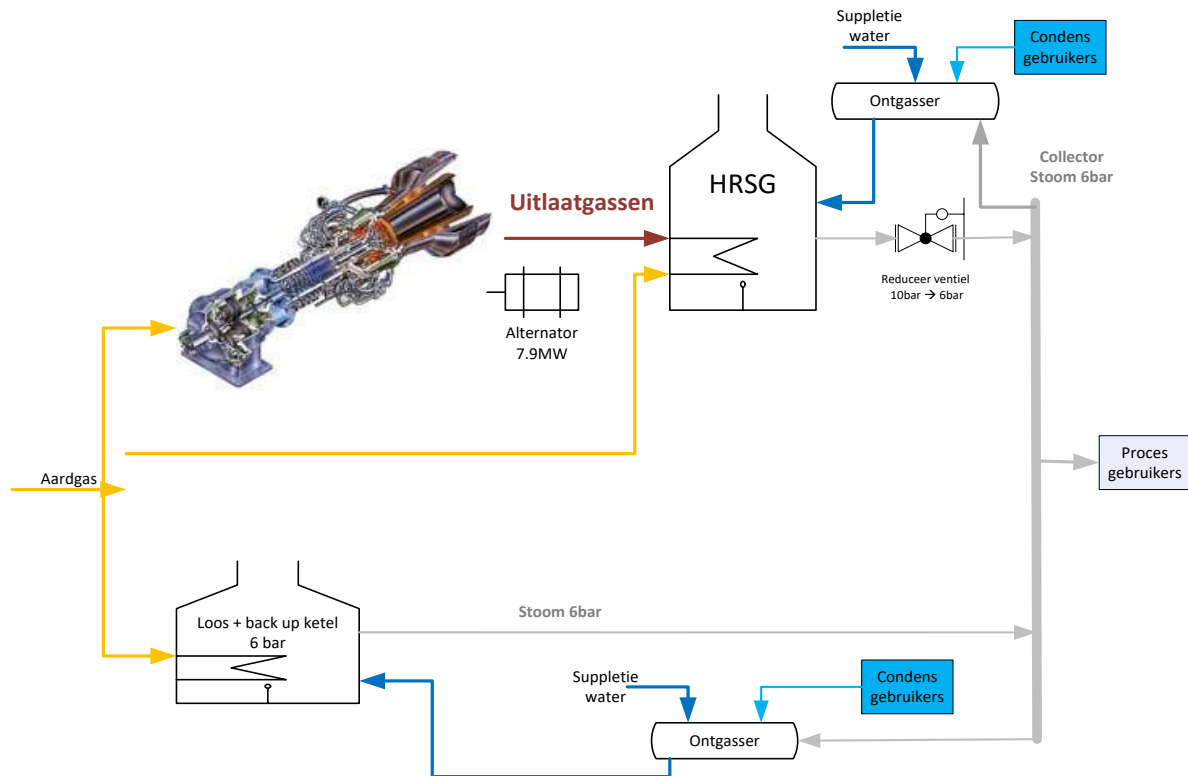 Suppletie
water
Condens
gebruikers
Ontgasser
Collector
Stoom 6bar
HRSG
Uitlaatgassen
Reduceer ventiel
10bar → 6bar
Alternator
7.9MW
Aardgas
Proces
gebruikers
Loos + back up ketel
6 bar
Stoom 6bar
Suppletie
water
Condens
gebruikers
Ontgasser